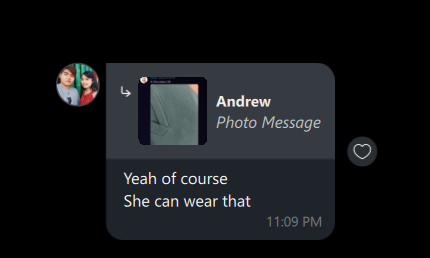 Andrew
Photo Message
Yeah of course
She can wear that
11:09 PM